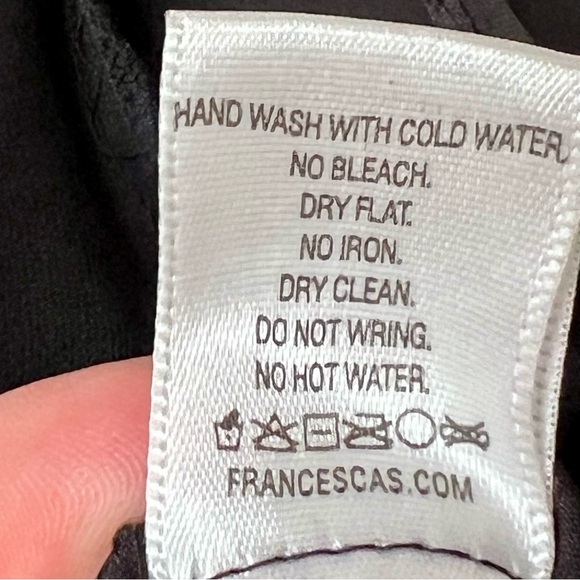 HAND WASH WITH COLD WATER.
NO BLEACH.
DRY FLAT.
NO IRON.
DRY CLEAN.
DO NOT WRING.
NO HOT WATER.
FRANCESCAS.COM